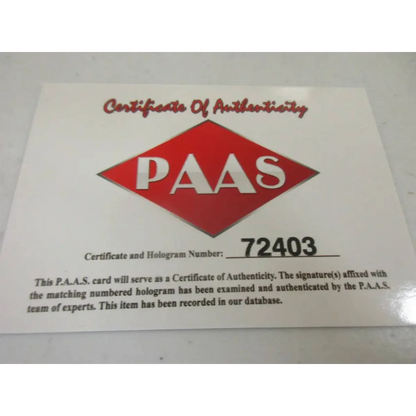 Certificate Of Authenticity
PAAS
Certificate and Hologram Number: 72403
This P.A.A.S. card will serve as a Certificate of Authenticity. The signature(s) affixed with
the matching numbered hologram has been examined and authenticated by the P.A.A.S.
team of experts. This item has been recorded in our database.